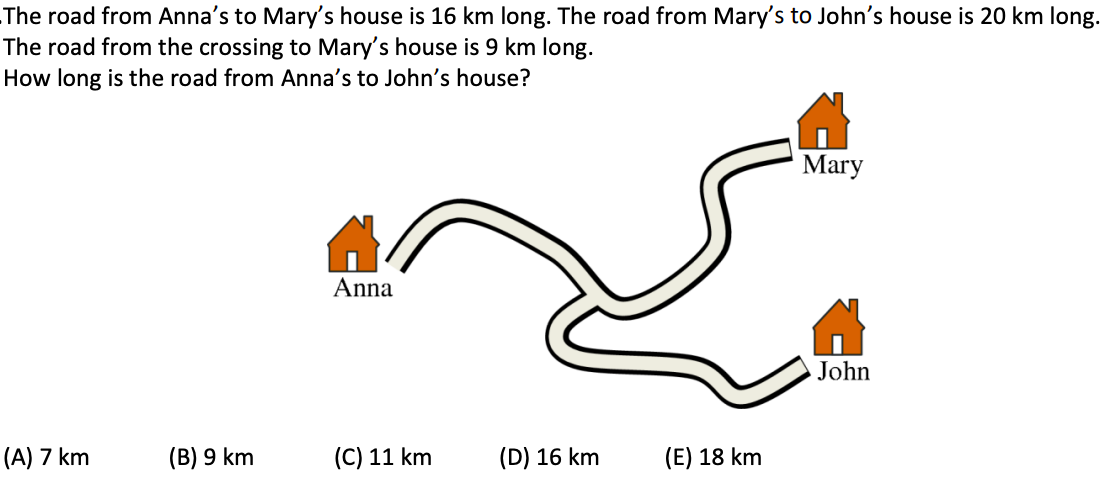 The road from Anna’s to Mary’s house is 16 km long. The road from Mary’s to John’s house is 20 km long.
The road from the crossing to Mary’s house is 9 km long.
How long is the road from Anna’s to John’s house?
Mary
Anna
John
(A) 7 km (B) 9 km (C) 11 km (D) 16 km (E) 18 km